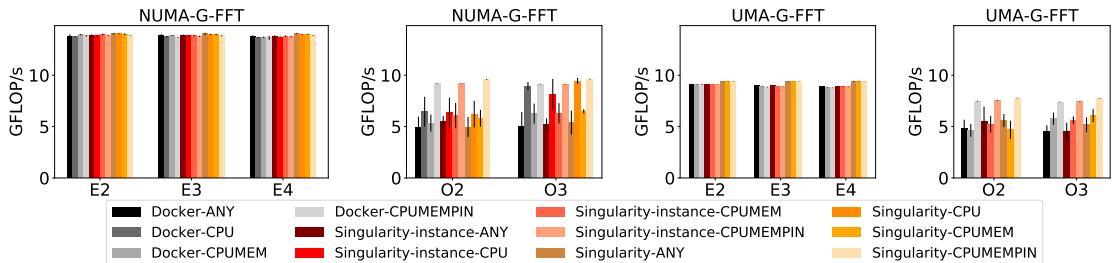 NUMA-G-FFT
NUMA-G-FFT
UMA-G-FFT
UMA-G-FFT
GFLOP/s
10
5
0
E2 E3 E4
GFLOP/s
10
5
0
O2 O3
GFLOP/s
10
5
0
E2 E3 E4
GFLOP/s
10
5
0
O2 O3
Docker-ANY
Docker-CPU
Docker-CPUMEM
Docker-CPUMEMPIN
Singularity-instance-ANY
Singularity-instance-CPU
Singularity-instance-CPUMEM
Singularity-instance-CPUMEMPIN
Singularity-ANY
Singularity-CPU
Singularity-CPUMEM
Singularity-CPUMEMPIN